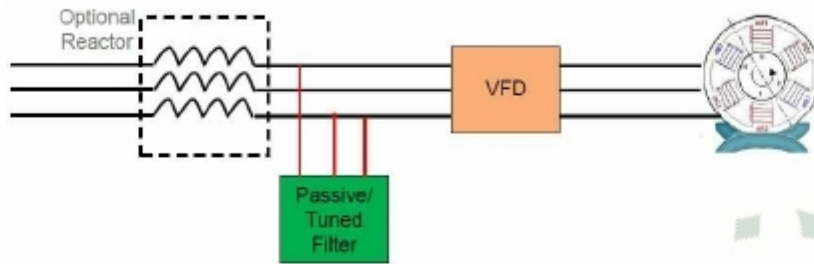 Optional
Reactor
VFD
Passive/
Tuned
Filter